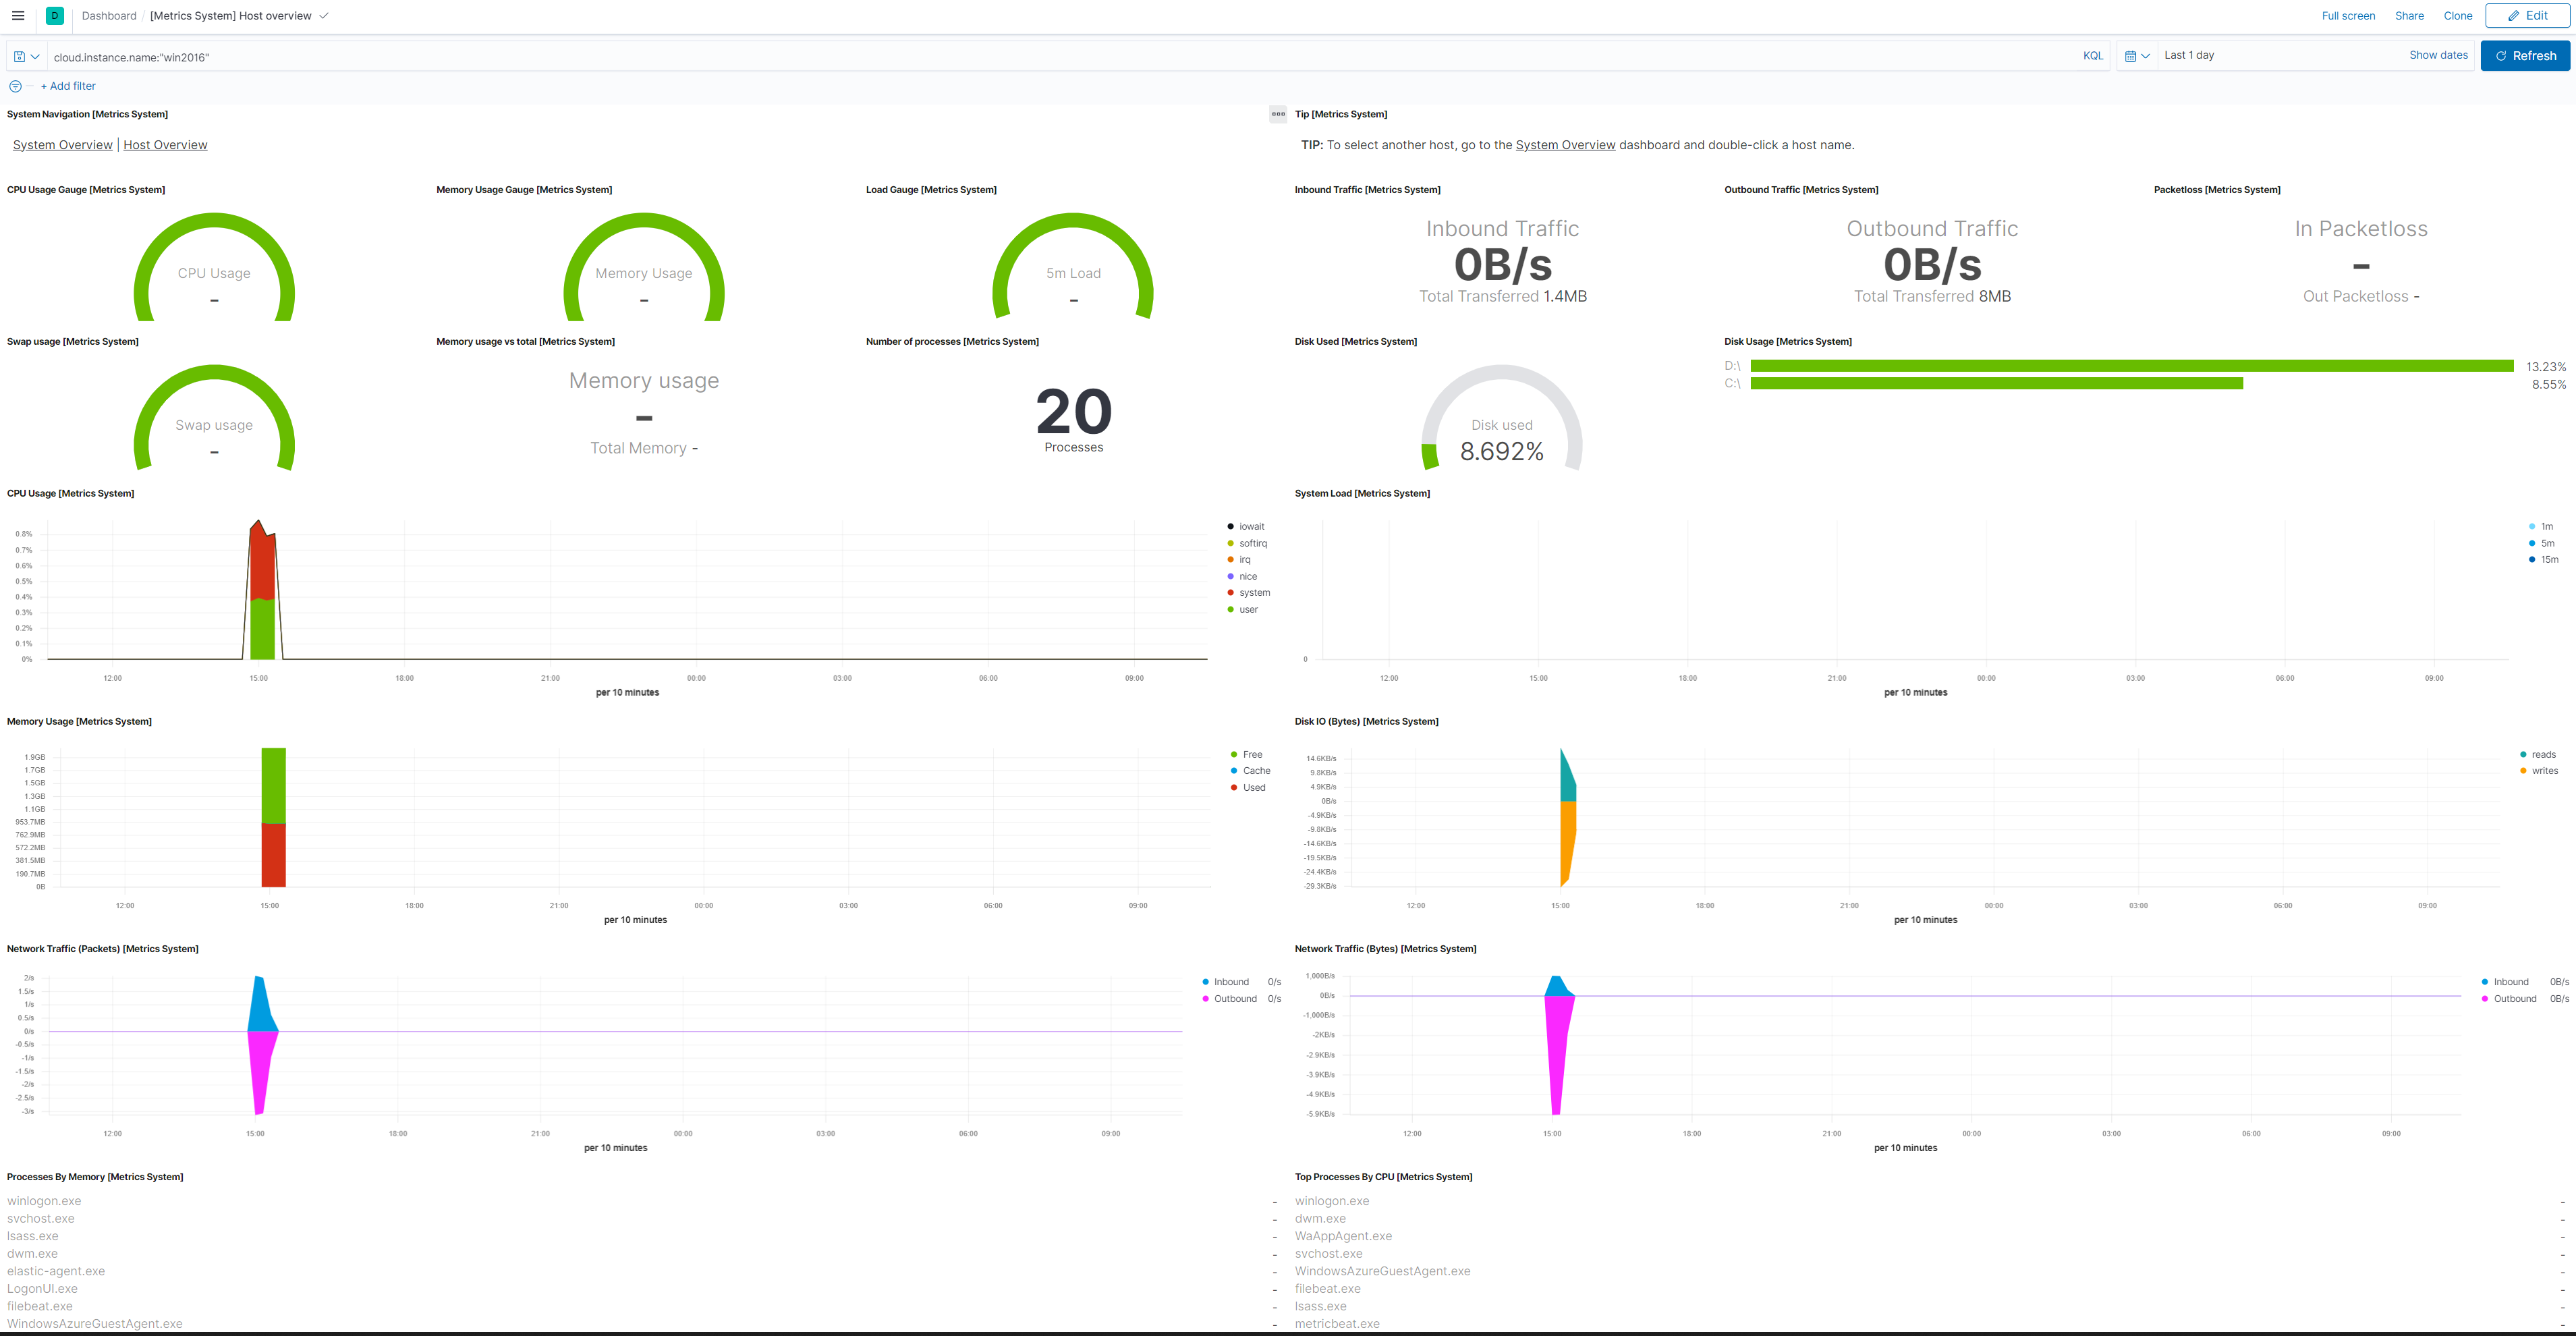 D Dashboard / [Metrics System] Host overview
Full screen Share Clone Edit
cloud.instance.name:"win2016" KQL
Last 1 day Show dates Refresh
+ Add filter
System Navigation [Metrics System]
System Overview | Host Overview
Tip [Metrics System]
TIP: To select another host, go to the System Overview dashboard and double-click a host name.
CPU Usage Gauge [Metrics System]
CPU Usage
-
Memory Usage Gauge [Metrics System]
Memory Usage
-
Load Gauge [Metrics System]
5m Load
-
Inbound Traffic [Metrics System]
Inbound Traffic
0B/s
Total Transferred 1.4MB
Outbound Traffic [Metrics System]
Outbound Traffic
0B/s
Total Transferred 8MB
Packetloss [Metrics System]
In Packetloss
-
Out Packetloss -
Swap usage [Metrics System]
Swap usage
-
Memory usage vs total [Metrics System]
Memory usage
-
Total Memory -
Number of processes [Metrics System]
20
Processes
Disk Used [Metrics System]
Disk used
8.692%
Disk Usage [Metrics System]
D:\ 13.23%
C:\ 8.55%
CPU Usage [Metrics System]
0.8%
0.7%
0.6%
0.5%
0.4%
0.3%
0.2%
0.1%
0%
12:00 15:00 18:00 21:00 00:00 03:00 06:00 09:00
per 10 minutes
iowait
softirq
irq
nice
system
user
System Load [Metrics System]
0
12:00 15:00 18:00 21:00 00:00 03:00 06:00 09:00
per 10 minutes
1m
5m
15m
Memory Usage [Metrics System]
1.9GB
1.7GB
1.5GB
1.3GB
1.1GB
953.7MB
762.9MB
572.2MB
381.5MB
190.7MB
0B
12:00 15:00 18:00 21:00 00:00 03:00 06:00 09:00
per 10 minutes
Free
Cache
Used
Disk IO (Bytes) [Metrics System]
14.6KB/s
9.8KB/s
4.9KB/s
0B/s
-4.9KB/s
-9.8KB/s
-14.6KB/s
-19.5KB/s
-24.4KB/s
-29.3KB/s
12:00 15:00 18:00 21:00 00:00 03:00 06:00 09:00
per 10 minutes
reads
writes
Network Traffic (Packets) [Metrics System]
2/s
1.5/s
1/s
0.5/s
0/s
-0.5/s
-1/s
-1.5/s
-2/s
-2.5/s
-3/s
12:00 15:00 18:00 21:00 00:00 03:00 06:00 09:00
per 10 minutes
Inbound 0/s
Outbound 0/s
Network Traffic (Bytes) [Metrics System]
1,000B/s
0B/s
-1,000B/s
-2KB/s
-2.9KB/s
-3.9KB/s
-4.9KB/s
-5.9KB/s
12:00 15:00 18:00 21:00 00:00 03:00 06:00 09:00
per 10 minutes
Inbound 0B/s
Outbound 0B/s
Processes By Memory [Metrics System]
winlogon.exe -
svchost.exe -
lsass.exe -
dwm.exe -
elastic-agent.exe -
LogonUI.exe -
filebeat.exe -
WindowsAzureGuestAgent.exe -
Top Processes By CPU [Metrics System]
winlogon.exe -
dwm.exe -
WaAppAgent.exe -
svchost.exe -
WindowsAzureGuestAgent.exe -
filebeat.exe -
lsass.exe -
metricbeat.exe -